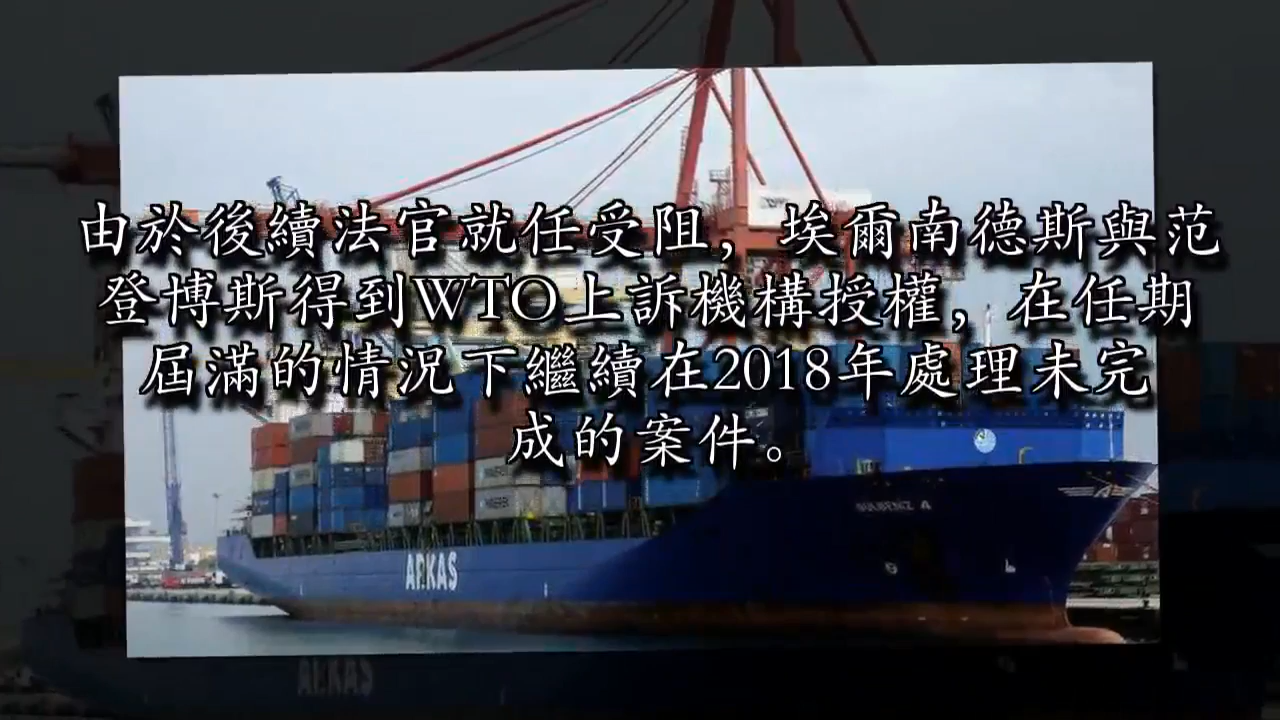 由於後續法官就任受阻，埃爾南德斯與范
登博斯得到WTO上訴機構授權，在任期
屆滿的情況下繼續在2018年處理未完
成的案件。
ARKAS
ARKAS